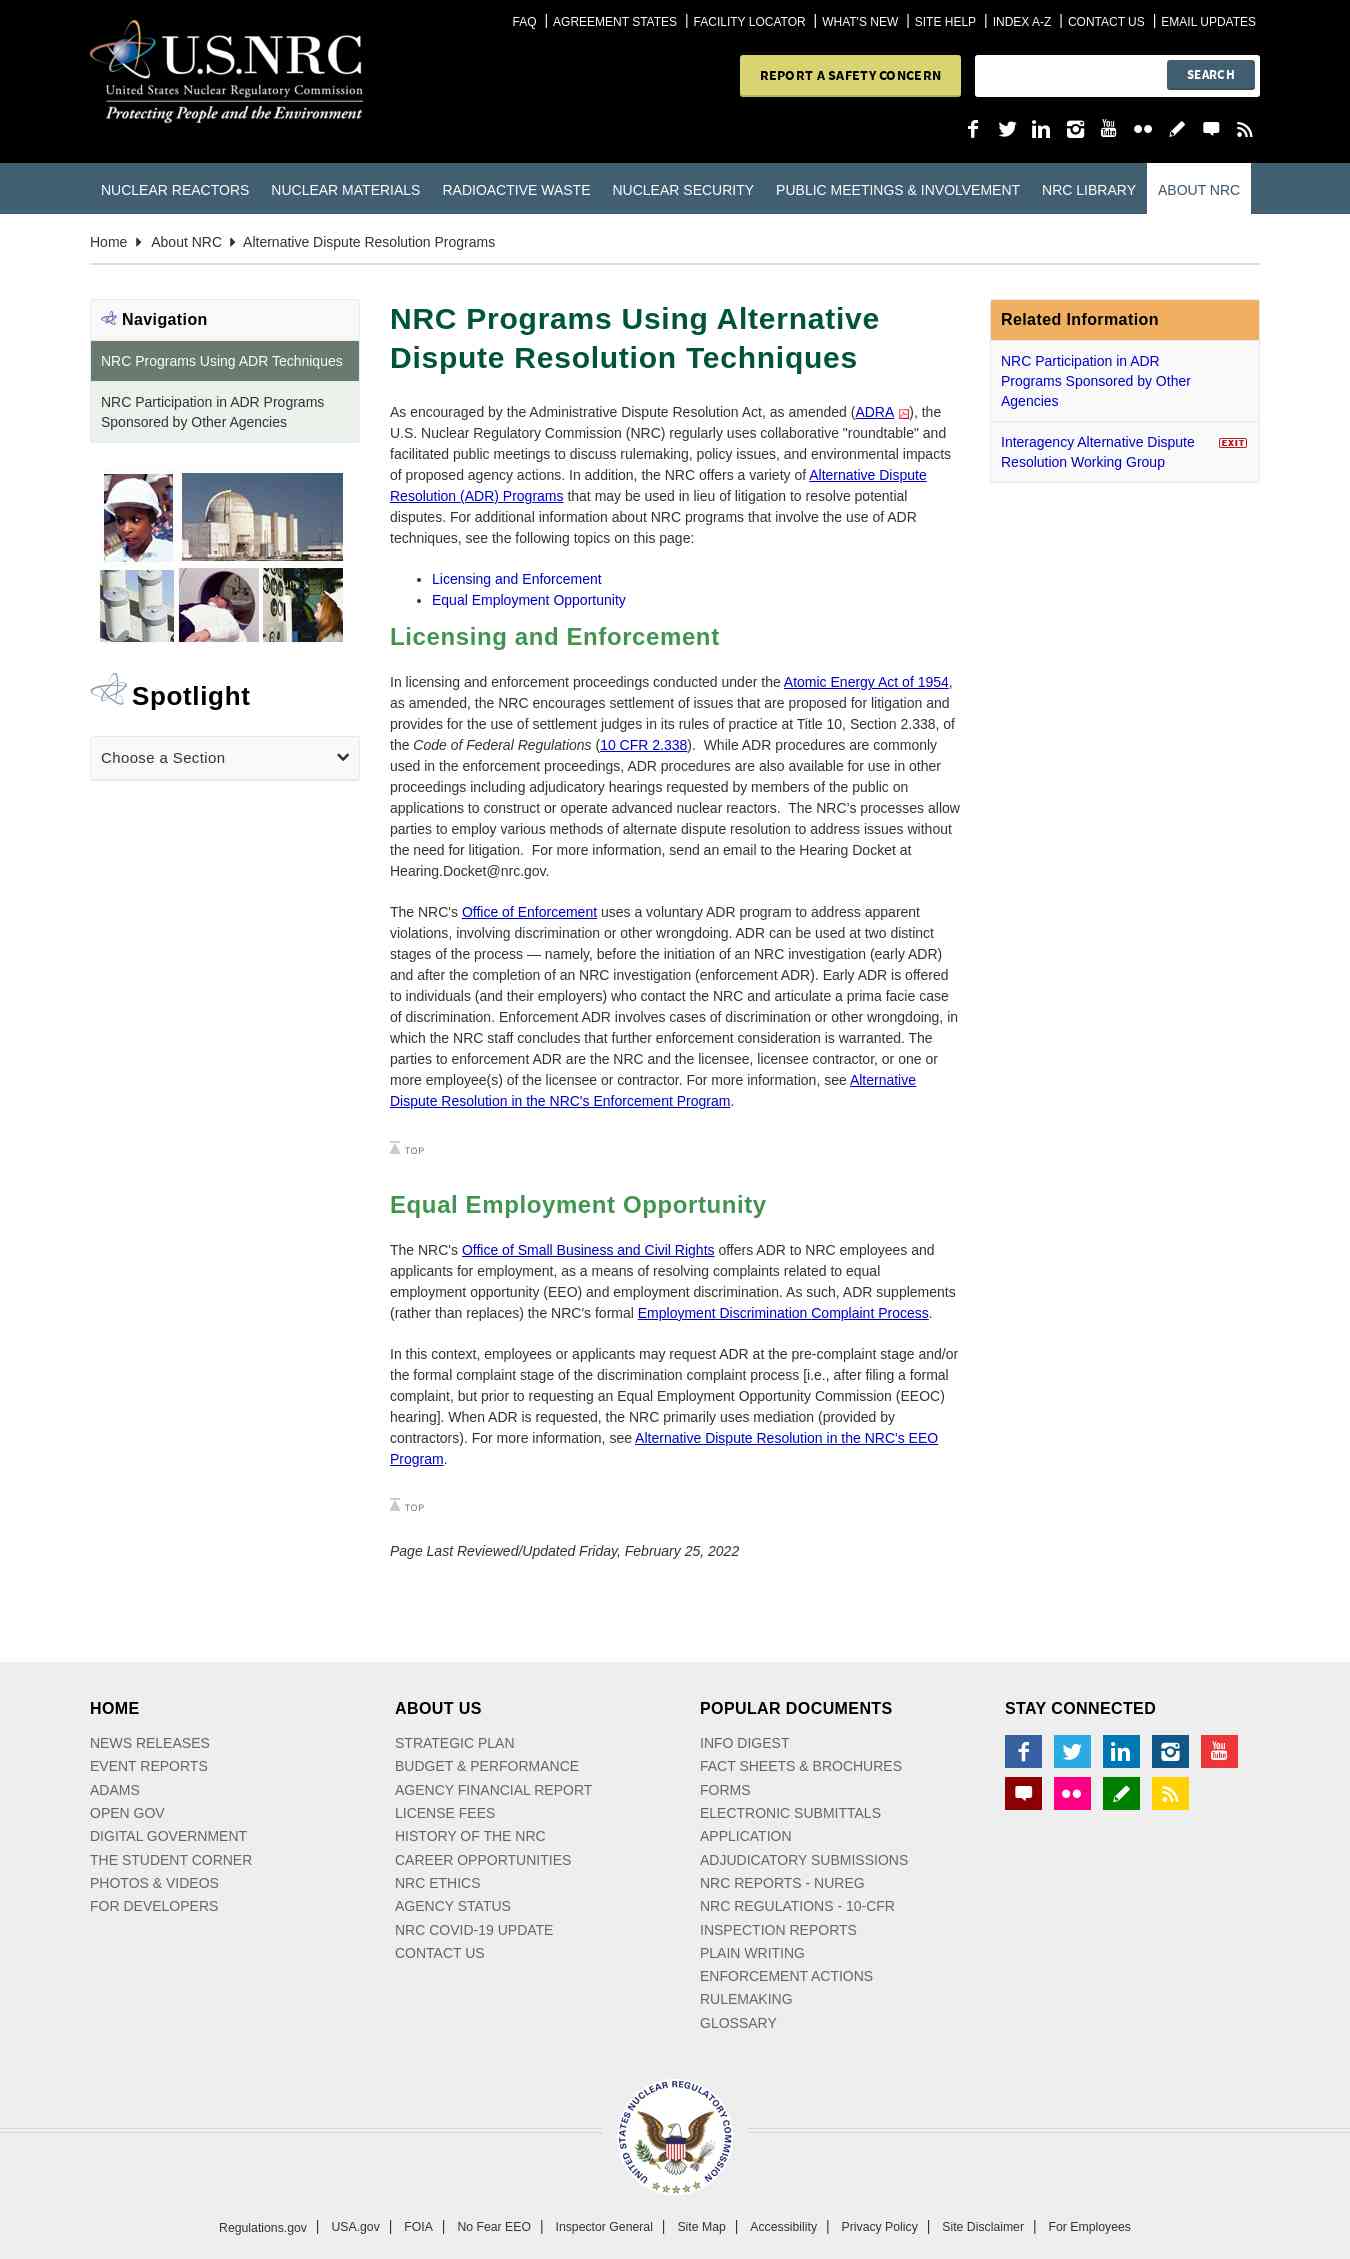 FAQ | AGREEMENT STATES | FACILITY LOCATOR | WHAT'S NEW | SITE HELP | INDEX A-Z | CONTACT US | EMAIL UPDATES
U.S.NRC
United States Nuclear Regulatory Commission
Protecting People and the Environment
REPORT A SAFETY CONCERN
SEARCH
You
Tube
NUCLEAR REACTORS NUCLEAR MATERIALS RADIOACTIVE WASTE NUCLEAR SECURITY PUBLIC MEETINGS & INVOLVEMENT NRC LIBRARY ABOUT NRC
Home About NRC Alternative Dispute Resolution Programs
Navigation
NRC Programs Using ADR Techniques
NRC Participation in ADR Programs
Sponsored by Other Agencies
Spotlight
Choose a Section
NRC Programs Using Alternative
Dispute Resolution Techniques
As encouraged by the Administrative Dispute Resolution Act, as amended (ADRA ), the
U.S. Nuclear Regulatory Commission (NRC) regularly uses collaborative "roundtable" and
facilitated public meetings to discuss rulemaking, policy issues, and environmental impacts
of proposed agency actions. In addition, the NRC offers a variety of Alternative Dispute
Resolution (ADR) Programs that may be used in lieu of litigation to resolve potential
disputes. For additional information about NRC programs that involve the use of ADR
techniques, see the following topics on this page:
• Licensing and Enforcement
• Equal Employment Opportunity
Licensing and Enforcement
In licensing and enforcement proceedings conducted under the Atomic Energy Act of 1954,
as amended, the NRC encourages settlement of issues that are proposed for litigation and
provides for the use of settlement judges in its rules of practice at Title 10, Section 2.338, of
the Code of Federal Regulations (10 CFR 2.338).  While ADR procedures are commonly
used in the enforcement proceedings, ADR procedures are also available for use in other
proceedings including adjudicatory hearings requested by members of the public on
applications to construct or operate advanced nuclear reactors.  The NRC's processes allow
parties to employ various methods of alternate dispute resolution to address issues without
the need for litigation.  For more information, send an email to the Hearing Docket at
Hearing.Docket@nrc.gov.
The NRC's Office of Enforcement uses a voluntary ADR program to address apparent
violations, involving discrimination or other wrongdoing. ADR can be used at two distinct
stages of the process — namely, before the initiation of an NRC investigation (early ADR)
and after the completion of an NRC investigation (enforcement ADR). Early ADR is offered
to individuals (and their employers) who contact the NRC and articulate a prima facie case
of discrimination. Enforcement ADR involves cases of discrimination or other wrongdoing, in
which the NRC staff concludes that further enforcement consideration is warranted. The
parties to enforcement ADR are the NRC and the licensee, licensee contractor, or one or
more employee(s) of the licensee or contractor. For more information, see Alternative
Dispute Resolution in the NRC's Enforcement Program.
TOP
Equal Employment Opportunity
The NRC's Office of Small Business and Civil Rights offers ADR to NRC employees and
applicants for employment, as a means of resolving complaints related to equal
employment opportunity (EEO) and employment discrimination. As such, ADR supplements
(rather than replaces) the NRC's formal Employment Discrimination Complaint Process.
In this context, employees or applicants may request ADR at the pre-complaint stage and/or
the formal complaint stage of the discrimination complaint process [i.e., after filing a formal
complaint, but prior to requesting an Equal Employment Opportunity Commission (EEOC)
hearing]. When ADR is requested, the NRC primarily uses mediation (provided by
contractors). For more information, see Alternative Dispute Resolution in the NRC's EEO
Program.
TOP
Page Last Reviewed/Updated Friday, February 25, 2022
Related Information
NRC Participation in ADR
Programs Sponsored by Other
Agencies
Interagency Alternative Dispute EXIT
Resolution Working Group
HOME
NEWS RELEASES
EVENT REPORTS
ADAMS
OPEN GOV
DIGITAL GOVERNMENT
THE STUDENT CORNER
PHOTOS & VIDEOS
FOR DEVELOPERS
ABOUT US
STRATEGIC PLAN
BUDGET & PERFORMANCE
AGENCY FINANCIAL REPORT
LICENSE FEES
HISTORY OF THE NRC
CAREER OPPORTUNITIES
NRC ETHICS
AGENCY STATUS
NRC COVID-19 UPDATE
CONTACT US
POPULAR DOCUMENTS
INFO DIGEST
FACT SHEETS & BROCHURES
FORMS
ELECTRONIC SUBMITTALS
APPLICATION
ADJUDICATORY SUBMISSIONS
NRC REPORTS - NUREG
NRC REGULATIONS - 10-CFR
INSPECTION REPORTS
PLAIN WRITING
ENFORCEMENT ACTIONS
RULEMAKING
GLOSSARY
STAY CONNECTED
You
Tube
UNITED STATES NUCLEAR REGULATORY COMMISSION
Regulations.gov | USA.gov | FOIA | No Fear EEO | Inspector General | Site Map | Accessibility | Privacy Policy | Site Disclaimer | For Employees